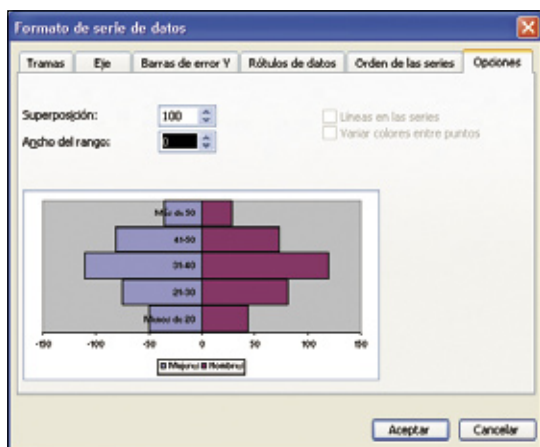 Formato de serie de datos
Tramas Eje Barras de error Y Rótulos de datos Orden de las series Opciones
Superposición: 100
Ancho del rango: 0
Líneas en las series
Variar colores entre puntos
Más de 50
41-50
31-40
21-30
Menos de 20
-150 -100 -50 0 50 100 150
Mujeres Hombres
Aceptar Cancelar